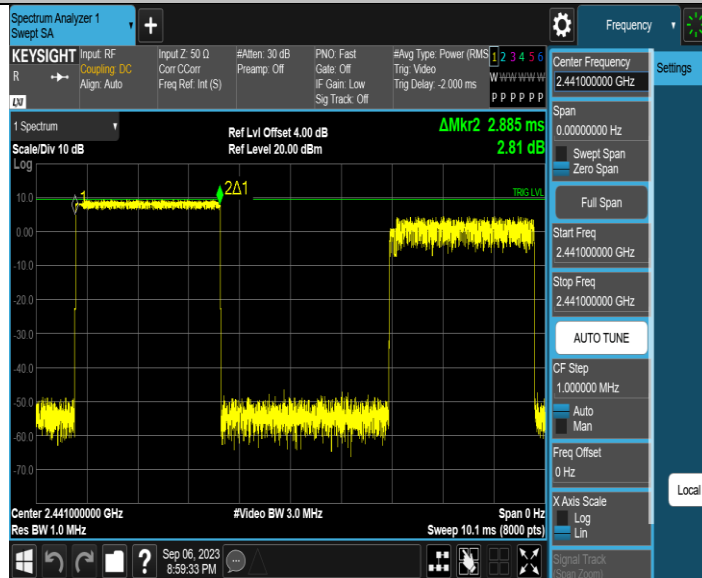 Spectrum Analyzer 1
Swept SA
+
Frequency
KEYSIGHT
R
LXI
Input: RF
Coupling: DC
Align: Auto
Input Z: 50 Ω
Corr CCorr
Freq Ref: Int (S)
#Atten: 30 dB
Preamp: Off
PNO: Fast
Gate: Off
IF Gain: Low
Sig Track: Off
#Avg Type: Power (RMS
Trig: Video
Trig Delay: -2.000 ms
1 2 3 4 5 6
W W W W W W
P P P P P P
Center Frequency
2.441000000 GHz
Settings
Span
0.00000000 Hz
Swept Span
Zero Span
Full Span
Start Freq
2.441000000 GHz
Stop Freq
2.441000000 GHz
AUTO TUNE
CF Step
1.000000 MHz
Auto
Man
Freq Offset
0 Hz
X Axis Scale
Log
Lin
Signal Track
(Span Zoom)
Local
1 Spectrum
Scale/Div 10 dB
Log
Ref Lvl Offset 4.00 dB
Ref Level 20.00 dBm
ΔMkr2 2.885 ms
2.81 dB
1
2Δ1
TRIG LVL
10.0
0.00
-10.0
-20.0
-30.0
-40.0
-50.0
-60.0
-70.0
Center 2.441000000 GHz
Res BW 1.0 MHz
#Video BW 3.0 MHz
Span 0 Hz
Sweep 10.1 ms (8000 pts)
?
Sep 06, 2023
8:59:33 PM